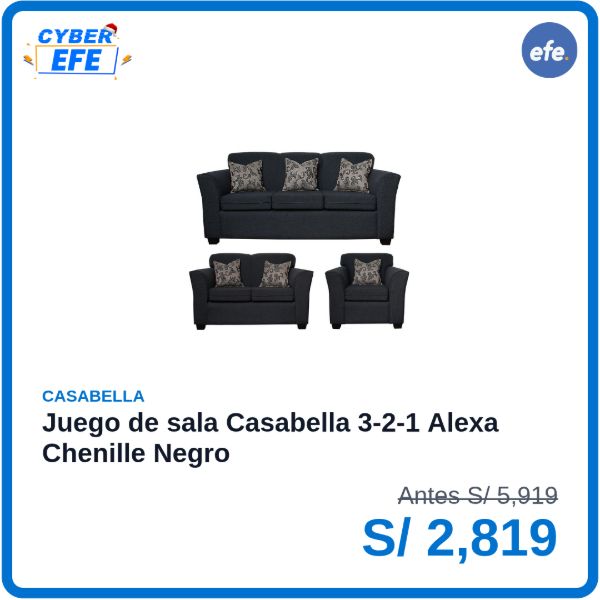 CYBER
EFE
efe.
CASABELLA
Juego de sala Casabella 3-2-1 Alexa
Chenille Negro
Antes S/ 5,919
S/ 2,819